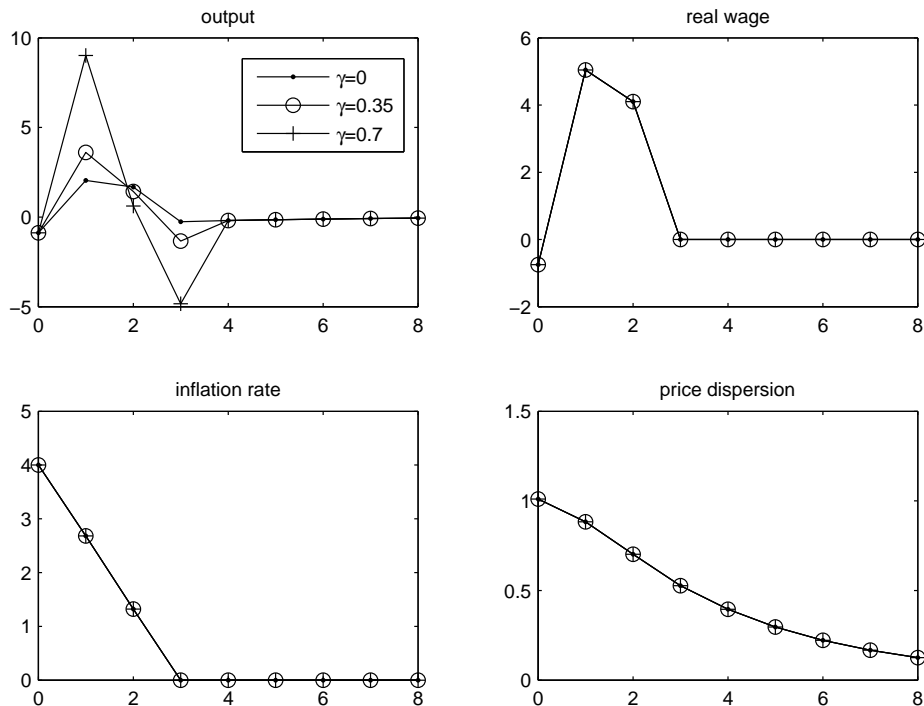 output
10
5
0
−5
0 2 4 6 8
γ=0
γ=0.35
γ=0.7
real wage
6
4
2
0
−2
0 2 4 6 8
inflation rate
5
4
3
2
1
0
0 2 4 6 8
price dispersion
1.5
1
0.5
0
0 2 4 6 8